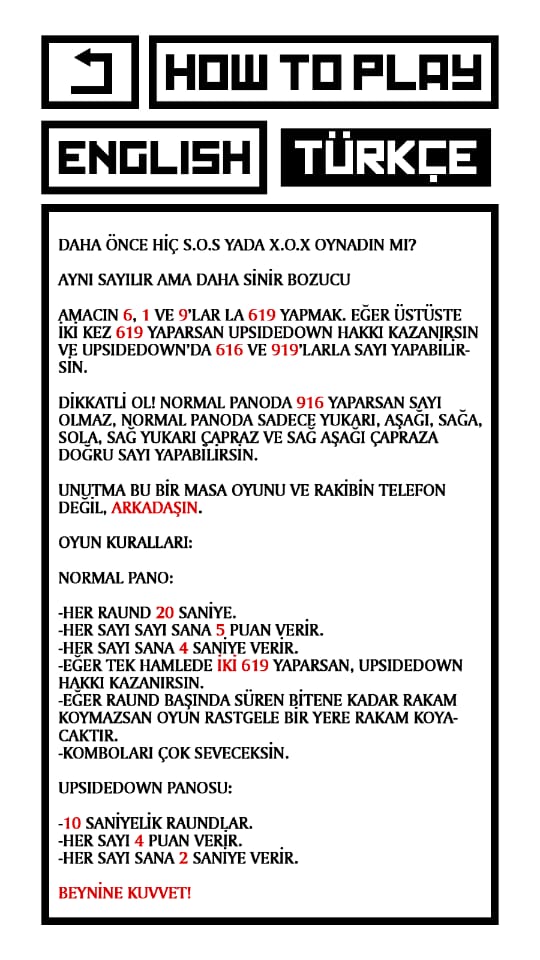 HOW TO PLAY
ENGLISH
TÜRKÇE
DAHA ÖNCE HİÇ S.O.S YADA X.O.X OYNADIN MI?
AYNI SAYILIR AMA DAHA SİNİR BOZUCU
AMACIN 6, 1 VE 9'LAR LA 619 YAPMAK. EĞER ÜSTÜSTE
İKİ KEZ 619 YAPARSAN UPSIDEDOWN HAKKI KAZANIRSIN
VE UPSIDEDOWN'DA 616 VE 919'LARLA SAYI YAPABİLİR-
SİN.
DİKKATLİ OL! NORMAL PANODA 916 YAPARSAN SAYI
OLMAZ, NORMAL PANODA SADECE YUKARI, AŞAĞI, SAĞA,
SOLA, SAĞ YUKARI ÇAPRAZ VE SAĞ AŞAĞI ÇAPRAZA
DOĞRU SAYI YAPABİLİRSİN.
UNUTMA BU BİR MASA OYUNU VE RAKİBİN TELEFON
DEĞİL, ARKADAŞIN.
OYUN KURALLARI:
NORMAL PANO:
-HER RAUND 20 SANİYE.
-HER SAYI SAYI SANA 5 PUAN VERİR.
-HER SAYI SANA 4 SANİYE VERİR.
-EĞER TEK HAMLEDE İKİ 619 YAPARSAN, UPSIDEDOWN
HAKKI KAZANIRSIN.
-EĞER RAUND BAŞINDA SÜREN BİTENE KADAR RAKAM
KOYMAZSAN OYUN RASTGELE BİR YERE RAKAM KOYA-
CAKTIR.
-KOMBOLARI ÇOK SEVECEKSİN.
UPSIDEDOWN PANOSU:
-10 SANİYELİK RAUNDLAR.
-HER SAYI 4 PUAN VERİR.
-HER SAYI SANA 2 SANİYE VERİR.
BEYNİNE KUVVET!